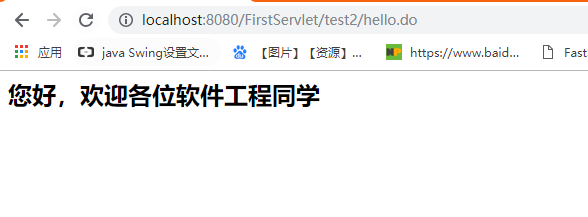 localhost:8080/FirstServlet/test2/hello.do
应用 java Swing设置文... 【图片】【资源】... https://www.baid... Fast
您好，欢迎各位软件工程同学